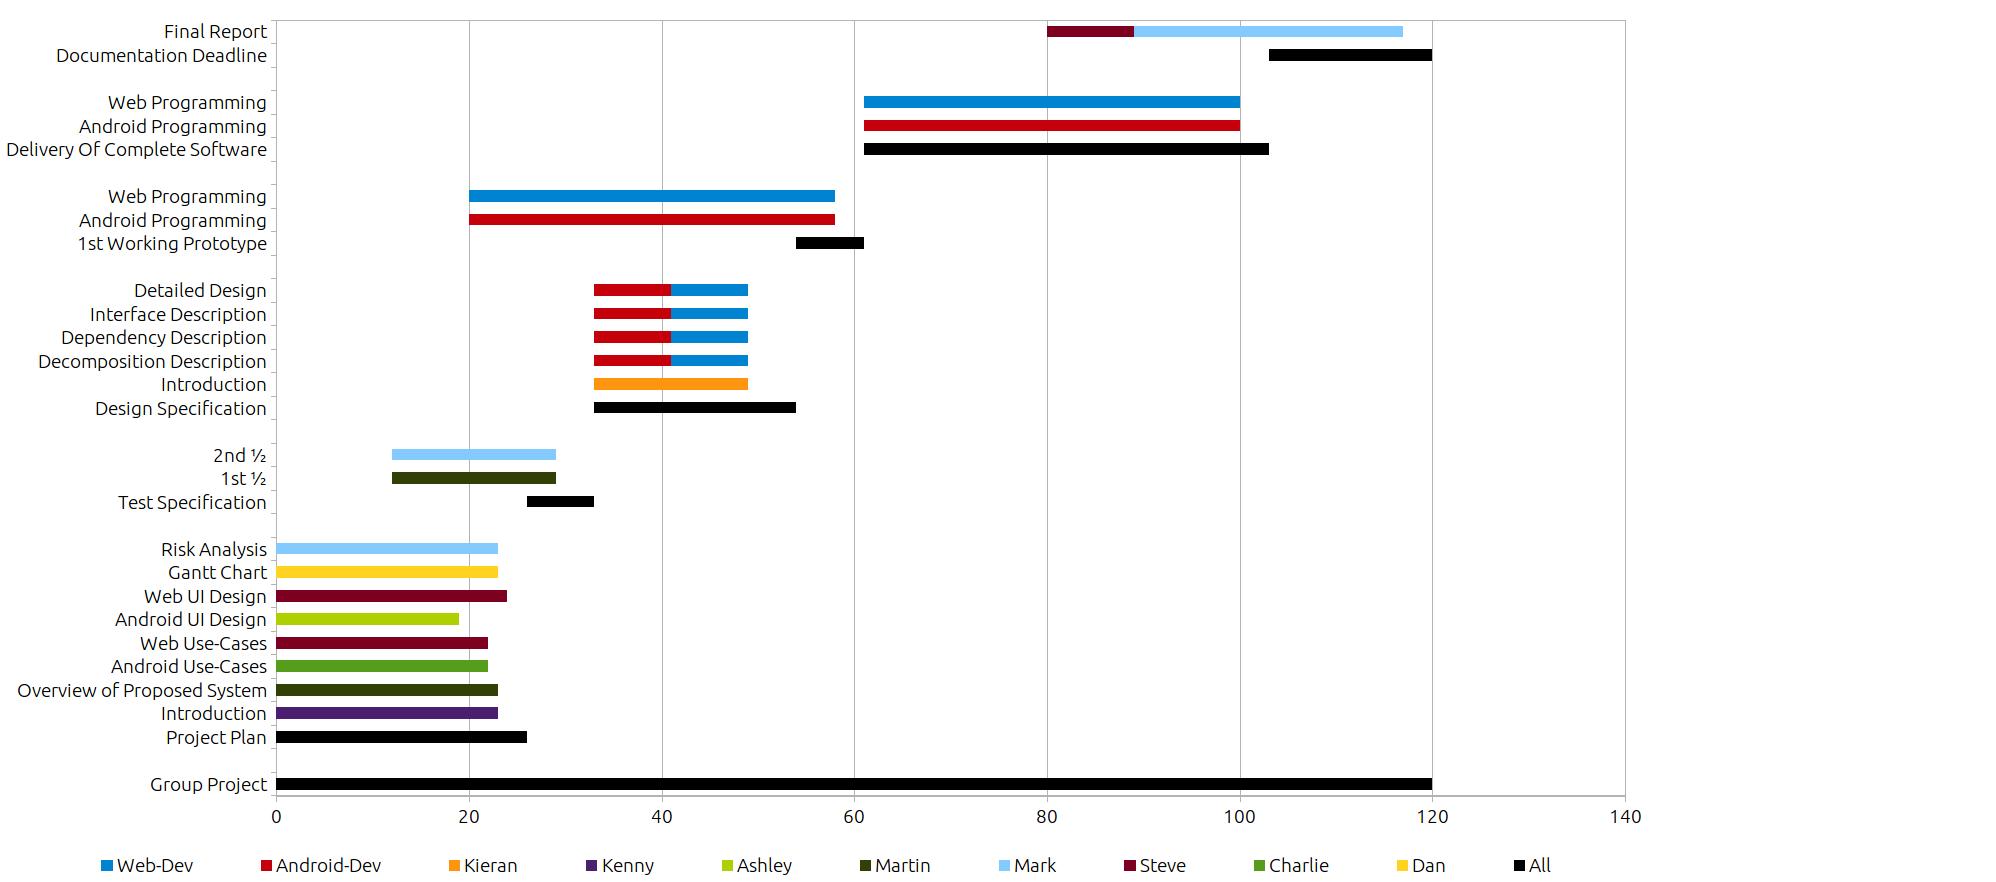 Final Report
Documentation Deadline
Web Programming
Android Programming
Delivery Of Complete Software
Web Programming
Android Programming
1st Working Prototype
Detailed Design
Interface Description
Dependency Description
Decomposition Description
Introduction
Design Specification
2nd ½
1st ½
Test Specification
Risk Analysis
Gantt Chart
Web UI Design
Android UI Design
Web Use-Cases
Android Use-Cases
Overview of Proposed System
Introduction
Project Plan
Group Project
0 20 40 60 80 100 120 140
Web-Dev Android-Dev Kieran Kenny Ashley Martin Mark Steve Charlie Dan All